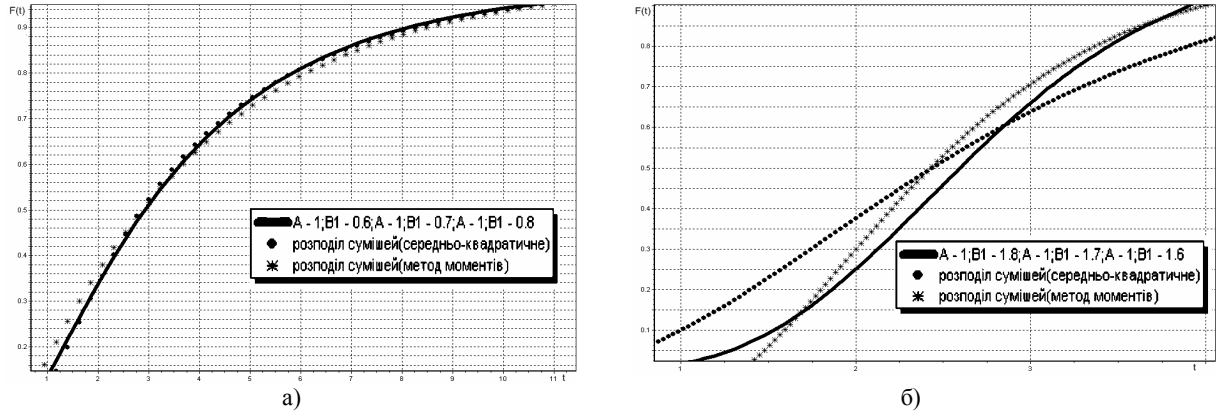 F(t)
0.9
0.8
0.7
0.6
0.5
0.4
0.3
0.2
1 2 3 4 5 6 7 8 9 10 11 t
A - 1;B1 - 0.6;A - 1;B1 - 0.7;A - 1;B1 - 0.8
розподіл сумішей(середньо-квадратичне)
розподіл сумішей(метод моментів)
а)
F(t)
0.9
0.8
0.7
0.6
0.5
0.4
0.3
0.2
0.1
1 2 3 t
A - 1;B1 - 1.8;A - 1;B1 - 1.7;A - 1;B1 - 1.6
розподіл сумішей(середньо-квадратичне)
розподіл сумішей(метод моментів)
б)